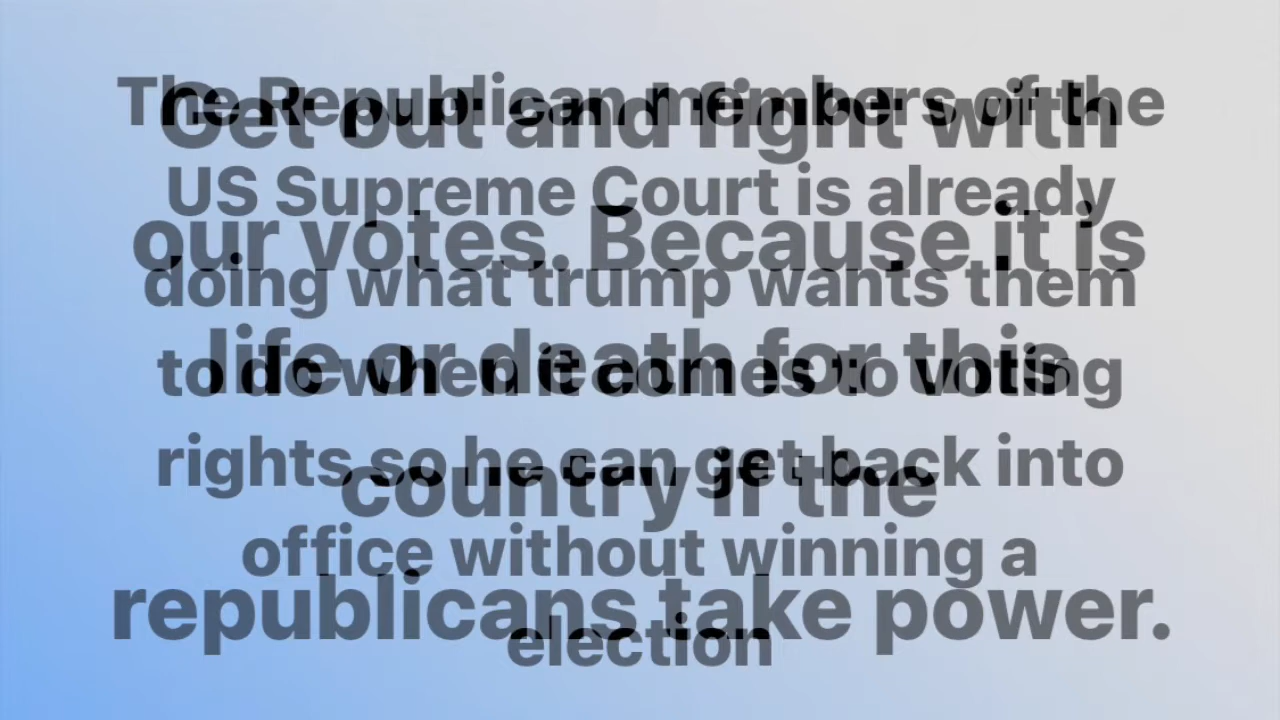 The Republican members of the
US Supreme Court is already
doing what trump wants them
to do when it comes to voting
rights so he can get back into
office without winning a
election
Get out and fight with
our votes. Because it is
life or death for this
country if the
republicans take power.